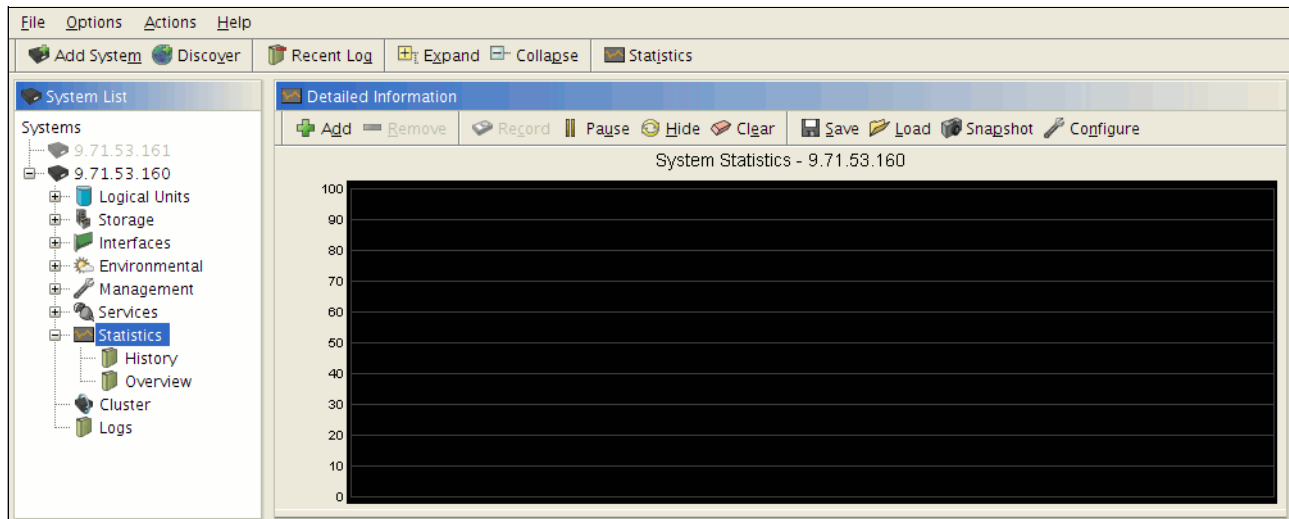 File Options Actions Help
Add System Discover Recent Log Expand Collapse Statistics
System List
Systems
9.71.53.161
9.71.53.160
Logical Units
Storage
Interfaces
Environmental
Management
Services
Statistics
History
Overview
Cluster
Logs
Detailed Information
Add Remove Record Pause Hide Clear Save Load Snapshot Configure
System Statistics - 9.71.53.160
100
90
80
70
60
50
40
30
20
10
0